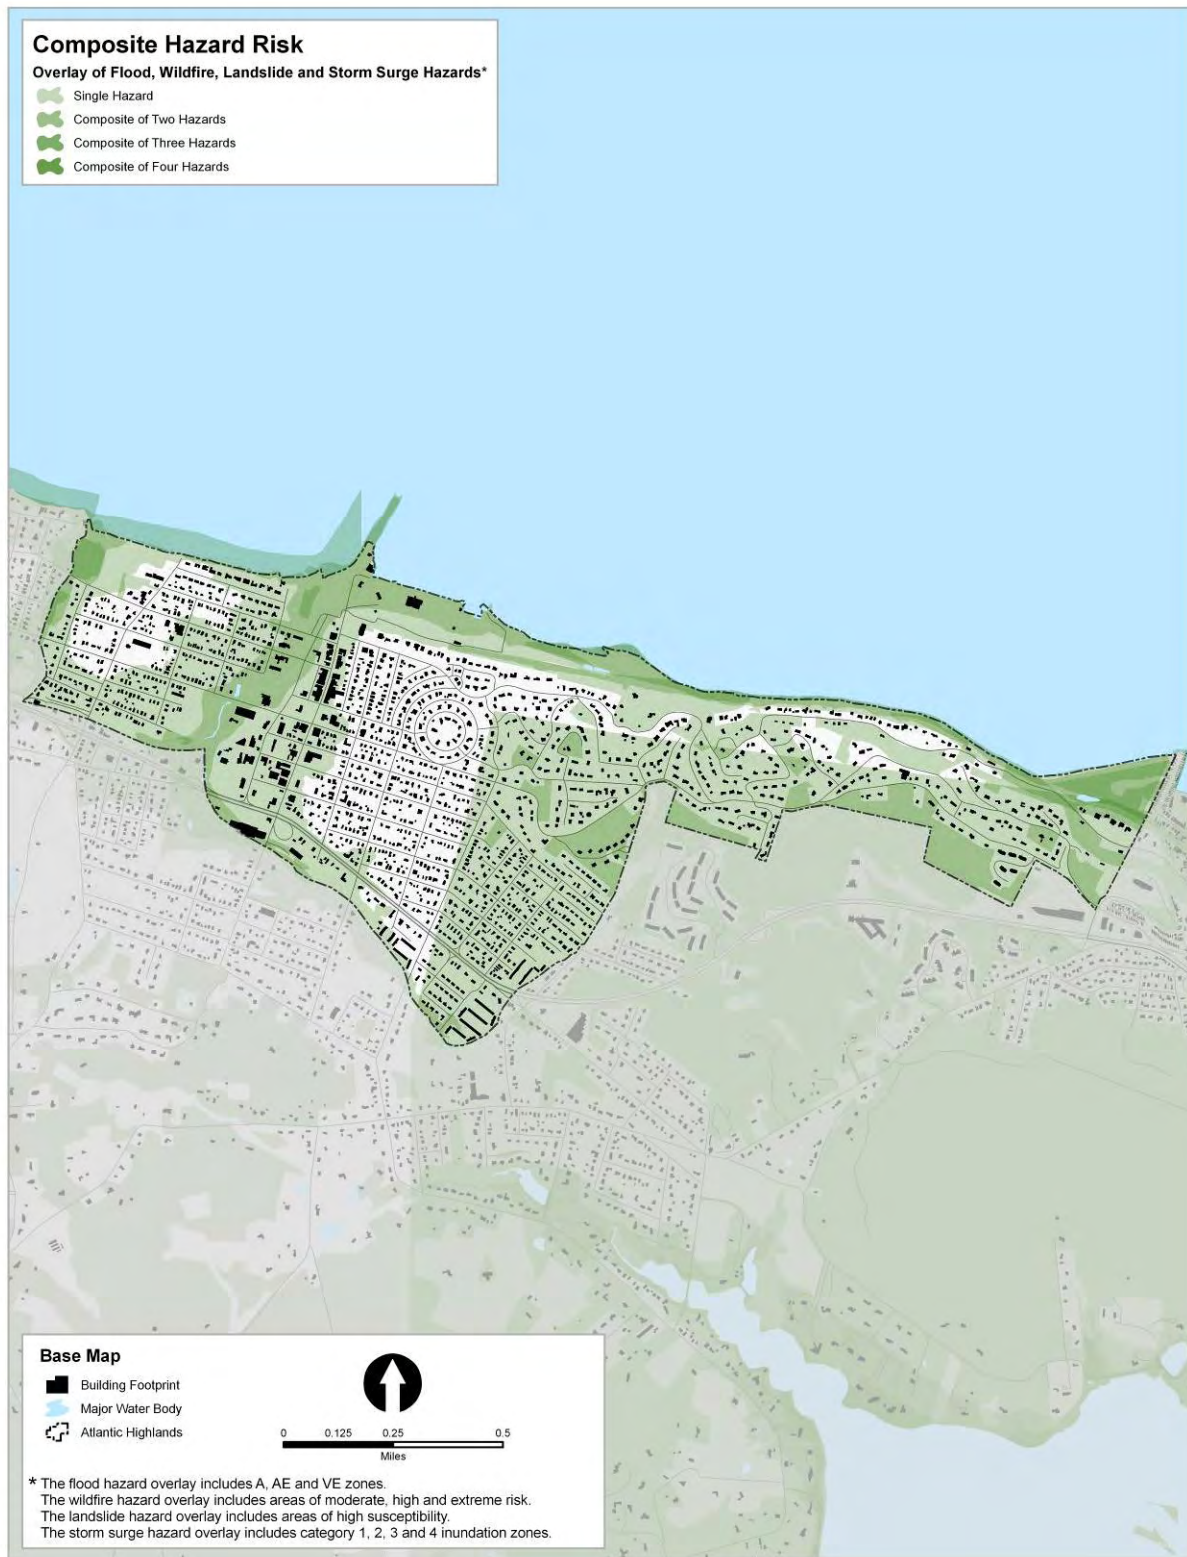 Composite Hazard Risk
Overlay of Flood, Wildfire, Landslide and Storm Surge Hazards*
Single Hazard
Composite of Two Hazards
Composite of Three Hazards
Composite of Four Hazards
Base Map
Building Footprint
Major Water Body
Atlantic Highlands
0 0.125 0.25 0.5
Miles
* The flood hazard overlay includes A, AE and VE zones.
The wildfire hazard overlay includes areas of moderate, high and extreme risk.
The landslide hazard overlay includes areas of high susceptibility.
The storm surge hazard overlay includes category 1, 2, 3 and 4 inundation zones.